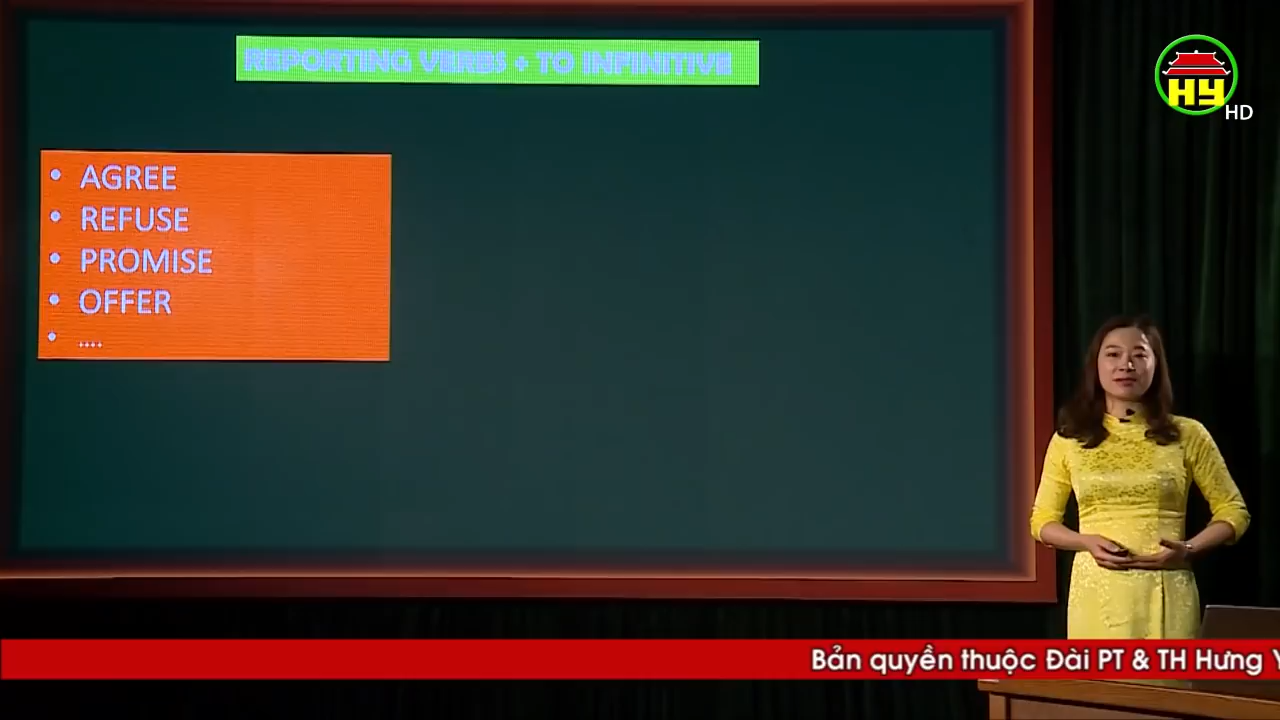 REPORTING VERBS + TO INFINITIVE
HY
HD
• AGREE
• REFUSE
• PROMISE
• OFFER
• ....
Bản quyền thuộc Đài PT & TH Hưng